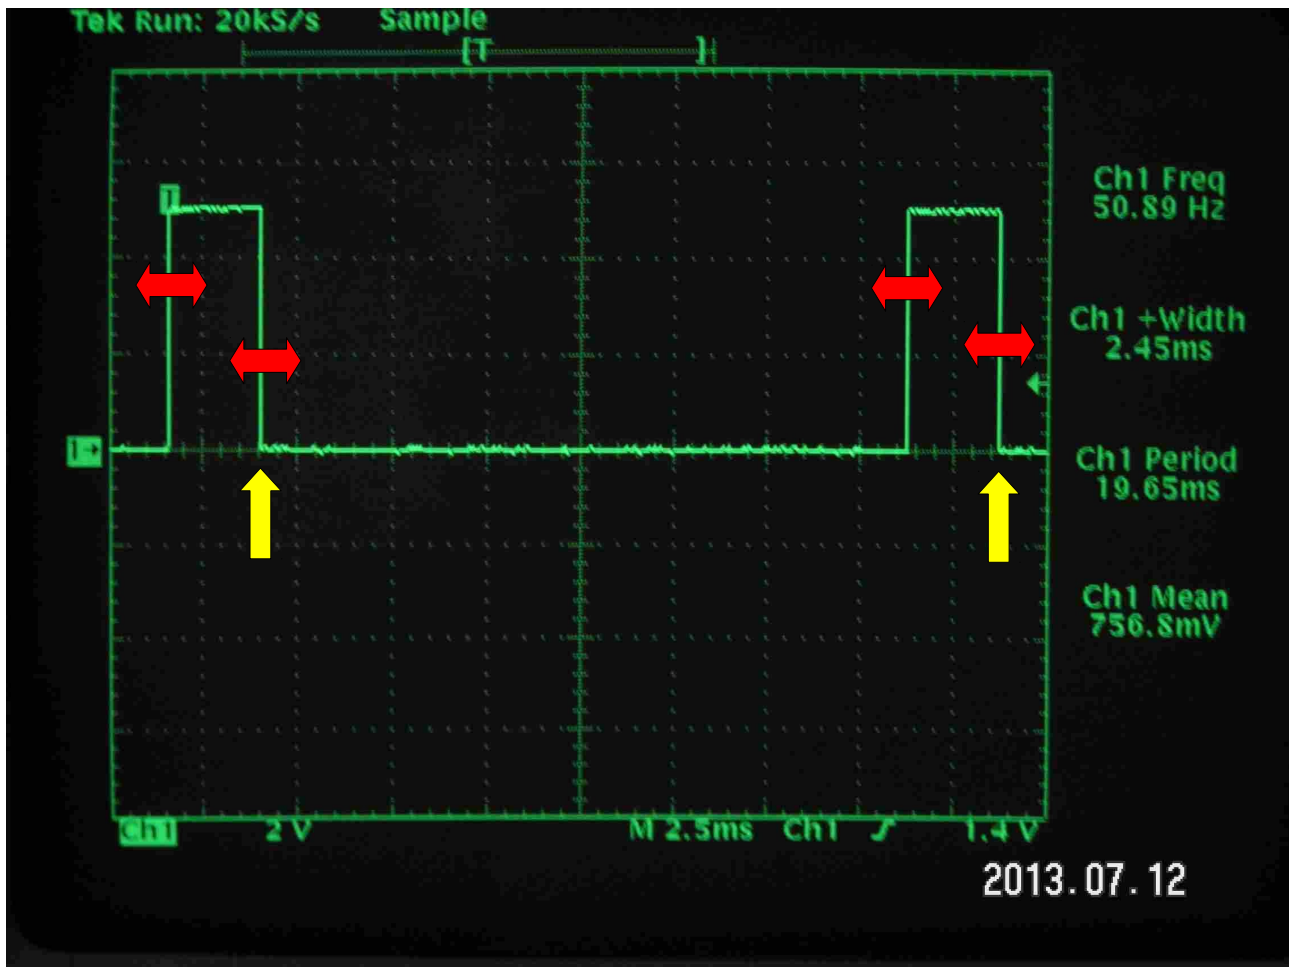 Tek Run: 20kS/s Sample
[T ]
T
Ch1 Freq
50.89 Hz
Ch1 +Width
2.45ms
1→
Ch1 Period
19.65ms
Ch1 Mean
756.8mV
Ch1 2 V M 2.5ms Ch1 1.4 V
2013.07.12